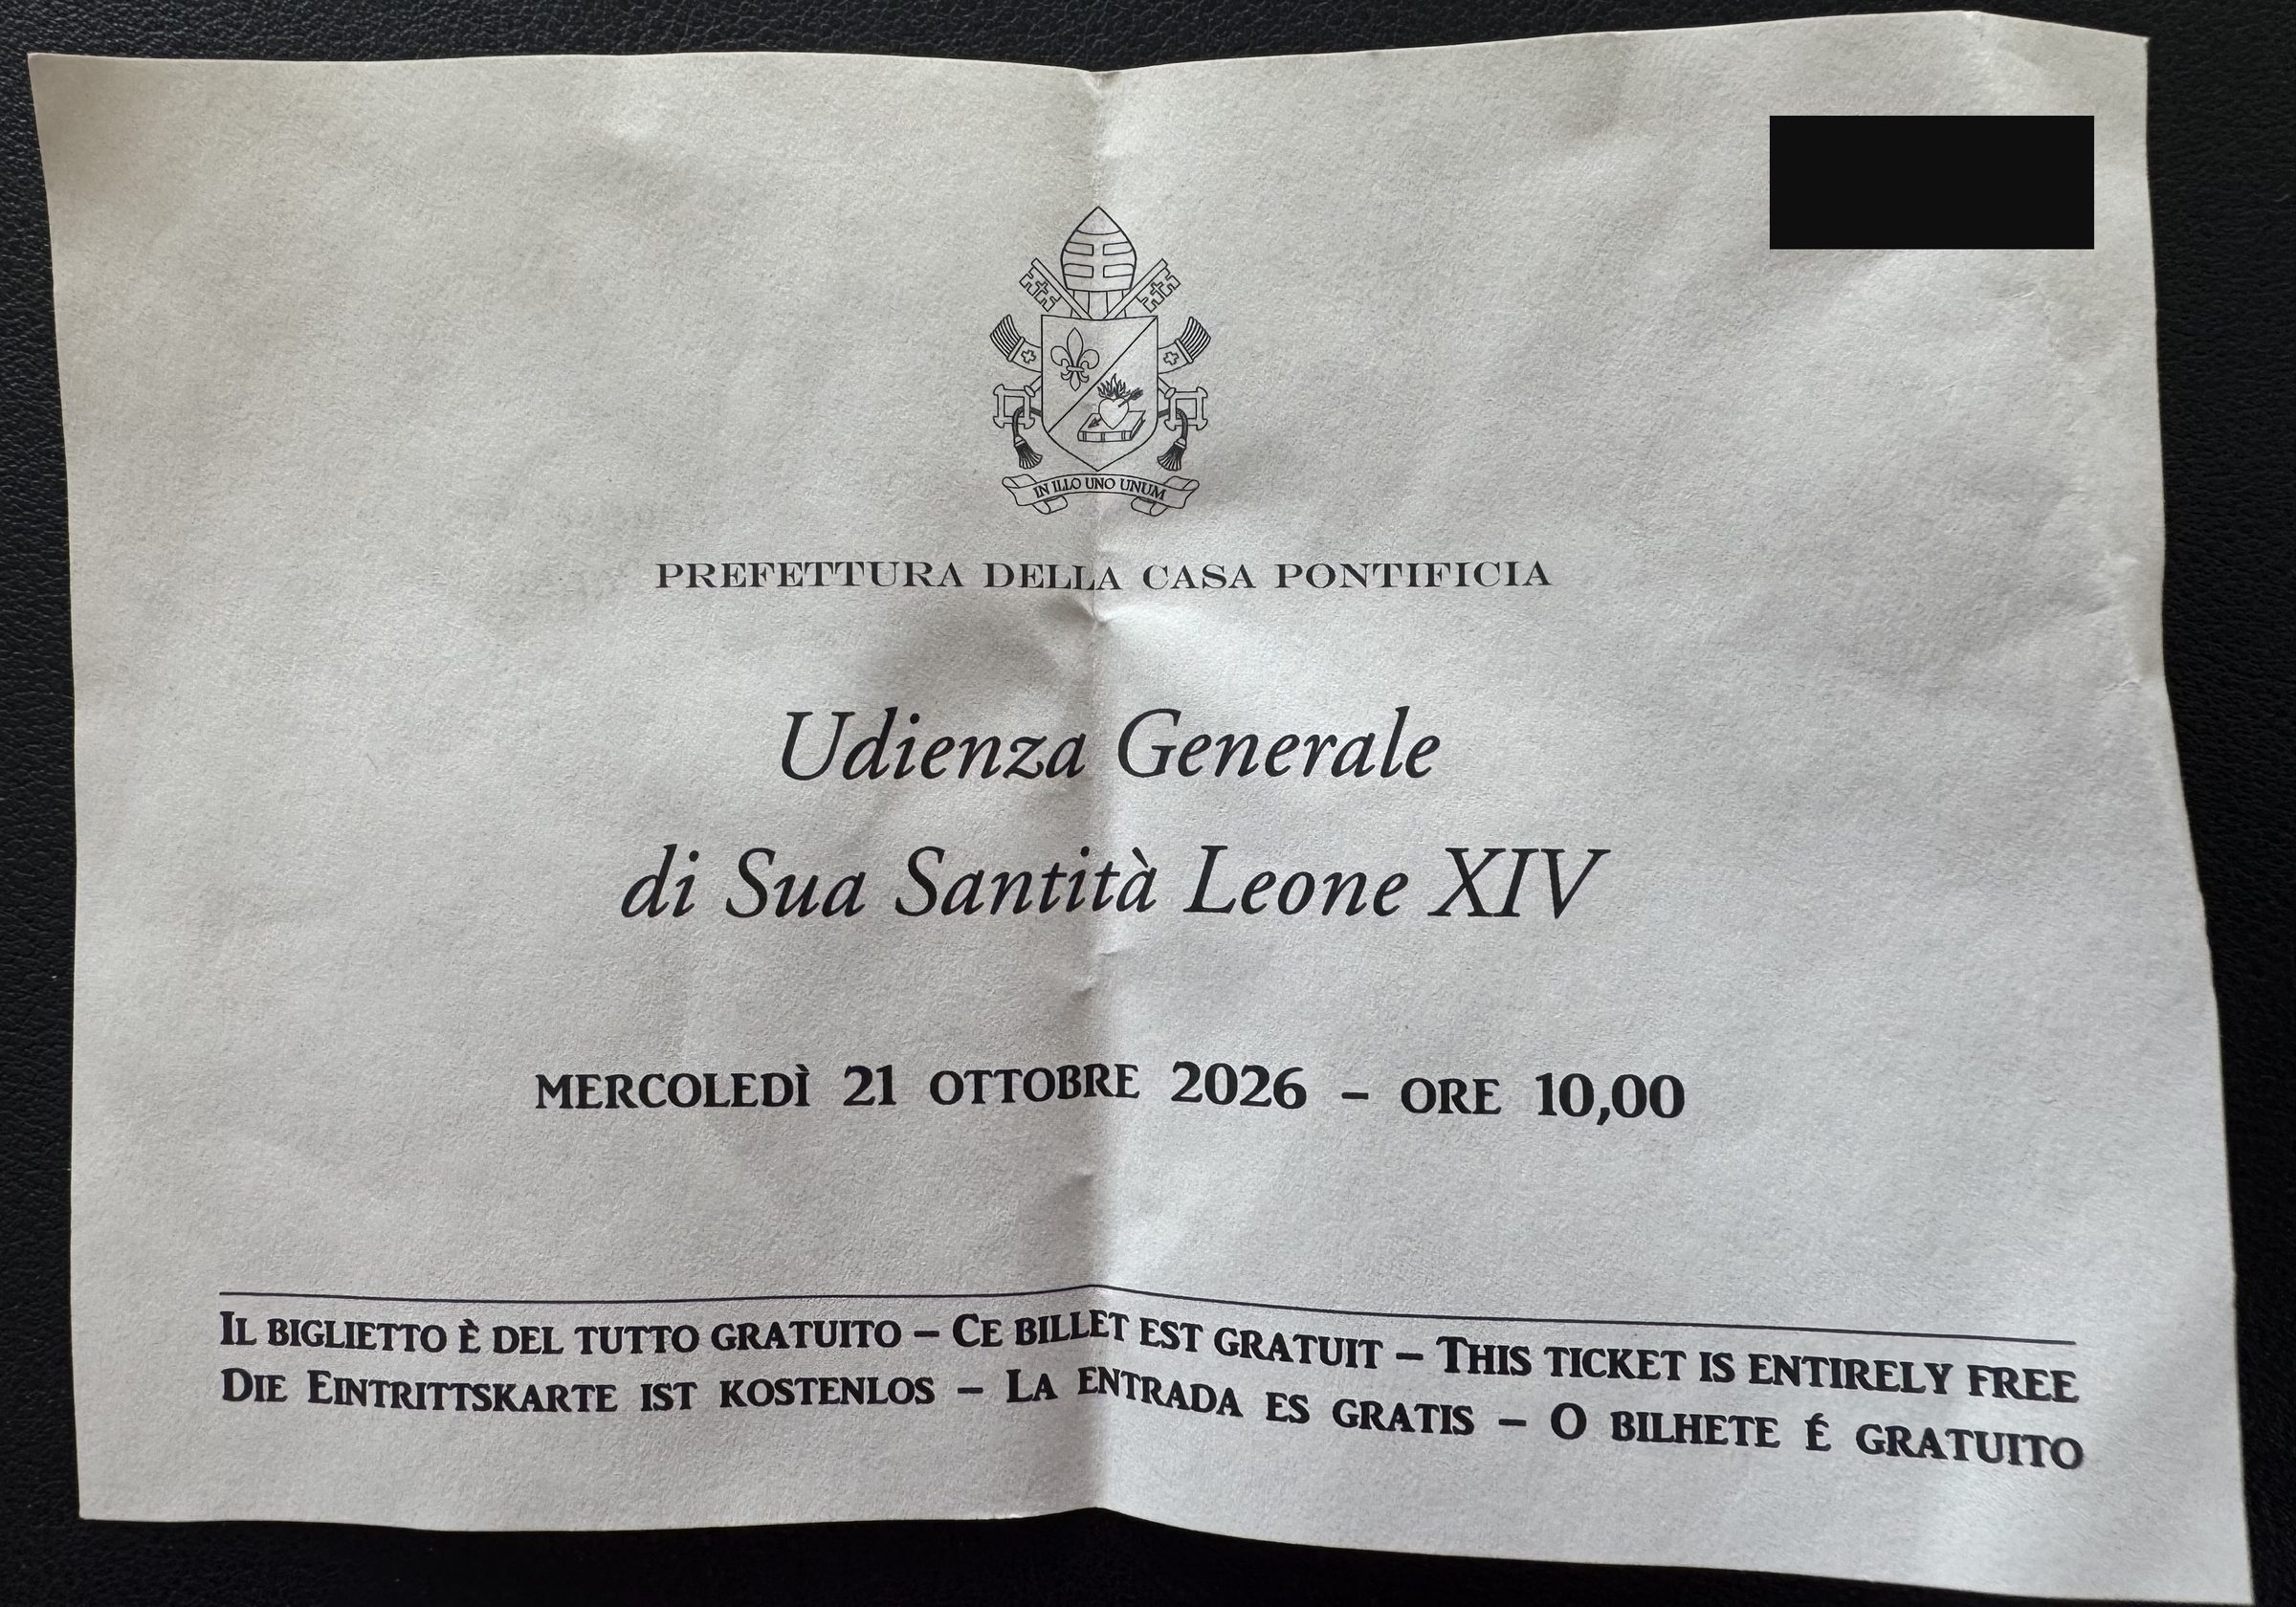 IN ILLO UNO UNUM
PREFETTURA DELLA CASA PONTIFICIA
Udienza Generale
di Sua Santità Leone XIV
MERCOLEDÌ 21 OTTOBRE 2026 – ORE 10,00
IL BIGLIETTO È DEL TUTTO GRATUITO – CE BILLET EST GRATUIT – THIS TICKET IS ENTIRELY FREE
DIE EINTRITTSKARTE IST KOSTENLOS – LA ENTRADA ES GRATIS – O BILHETE É GRATUITO